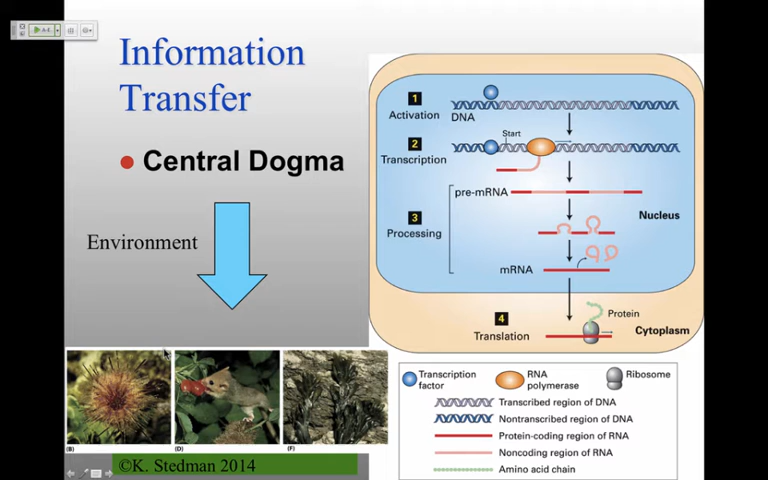 Information
Transfer
Central Dogma
Environment
1
Activation
DNA
2
Transcription
Start
pre-mRNA
3
Processing
Nucleus
mRNA
4
Translation
Protein
Cytoplasm
(B)
(D)
(F)
©K. Stedman 2014
Transcription
factor
RNA
polymerase
Ribosome
Transcribed region of DNA
Nontranscribed region of DNA
Protein-coding region of RNA
Noncoding region of RNA
Amino acid chain